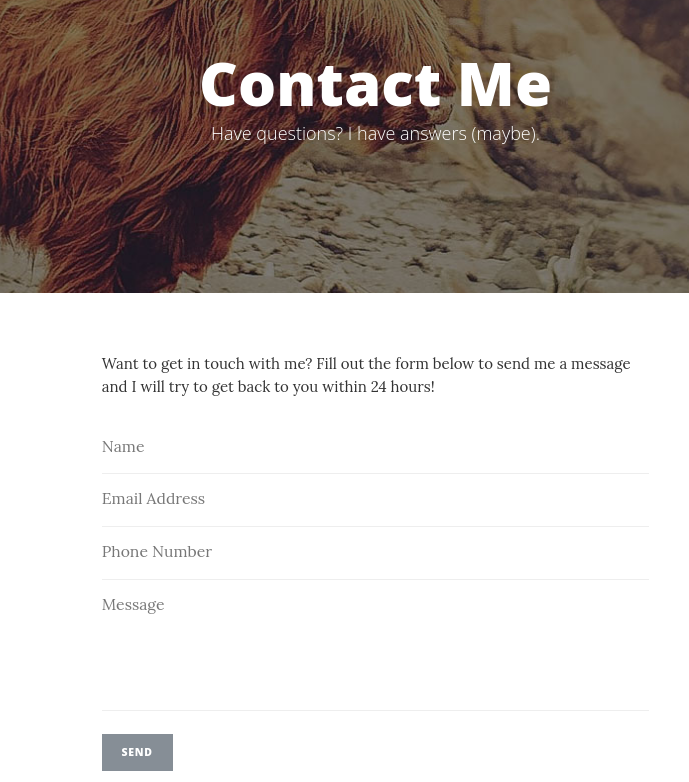 Contact Me
Have questions? I have answers (maybe).
Want to get in touch with me? Fill out the form below to send me a message
and I will try to get back to you within 24 hours!
Name
Email Address
Phone Number
Message
SEND